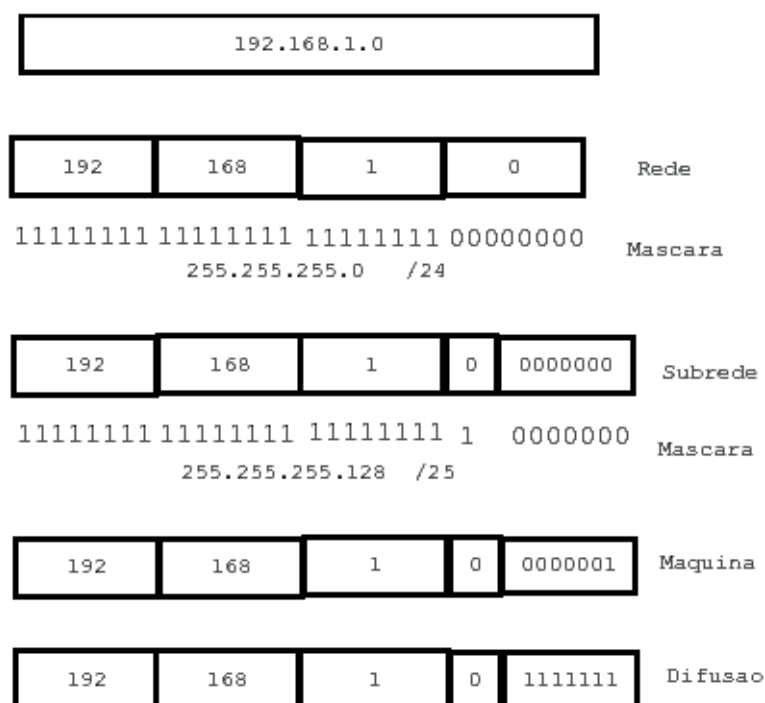 192.168.1.0
192 168 1 0 Rede
11111111 11111111 11111111 00000000 Mascara
255.255.255.0 /24
192 168 1 0 0000000 Subrede
11111111 11111111 11111111 1 0000000 Mascara
255.255.255.128 /25
192 168 1 0 0000001 Maquina
192 168 1 0 1111111 Difusao